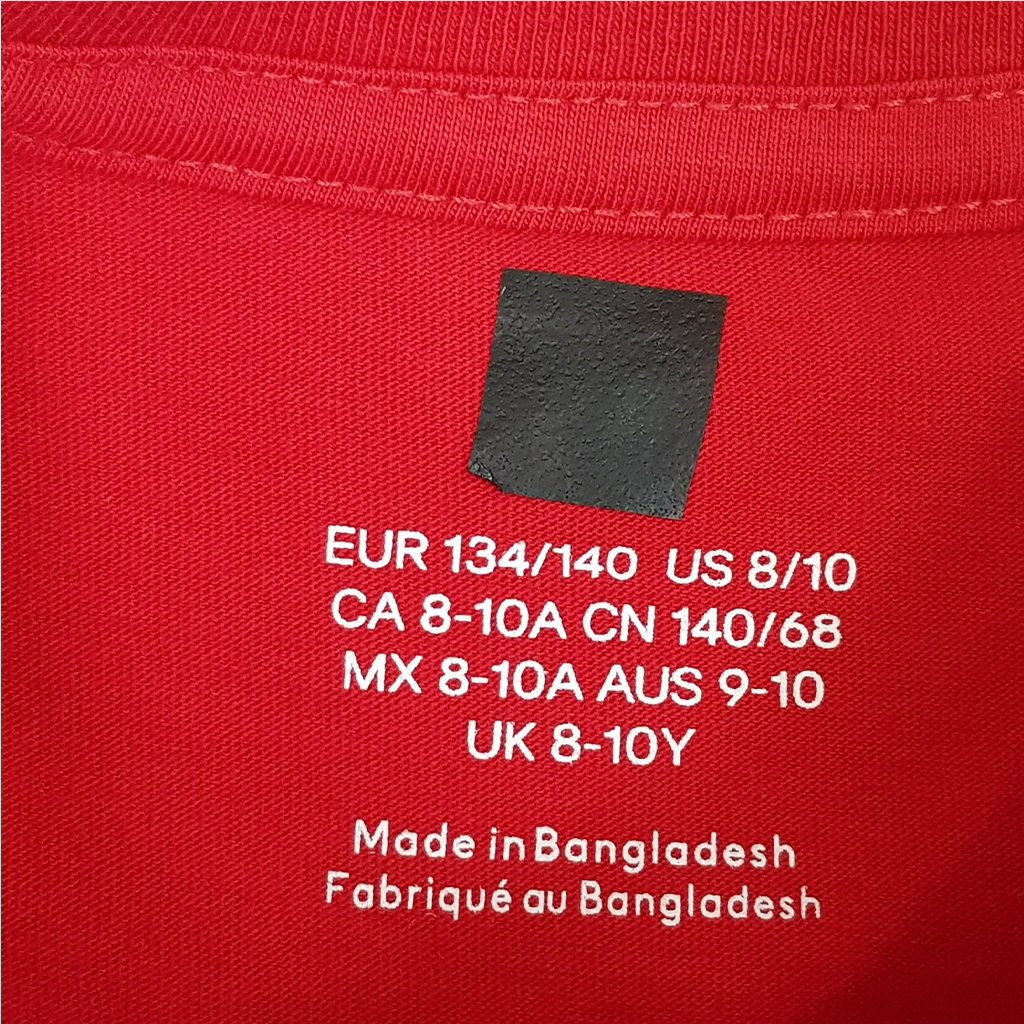 EUR 134/140 US 8/10
CA 8-10A CN 140/68
MX 8-10A AUS 9-10
UK 8-10Y
Made in Bangladesh
Fabriqué au Bangladesh